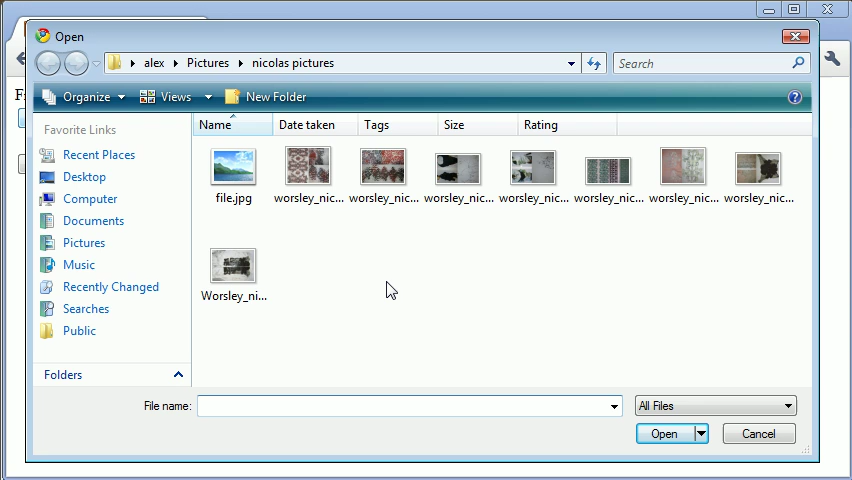 Open
alex Pictures nicolas pictures
Search
Organize Views New Folder
Favorite Links
Recent Places
Desktop
Computer
Documents
Pictures
Music
Recently Changed
Searches
Public
Folders
Name Date taken Tags Size Rating
file.jpg worsley_nic... worsley_nic... worsley_nic... worsley_nic... worsley_nic... worsley_nic... worsley_nic...
Worsley_ni...
File name:
All Files
Open Cancel